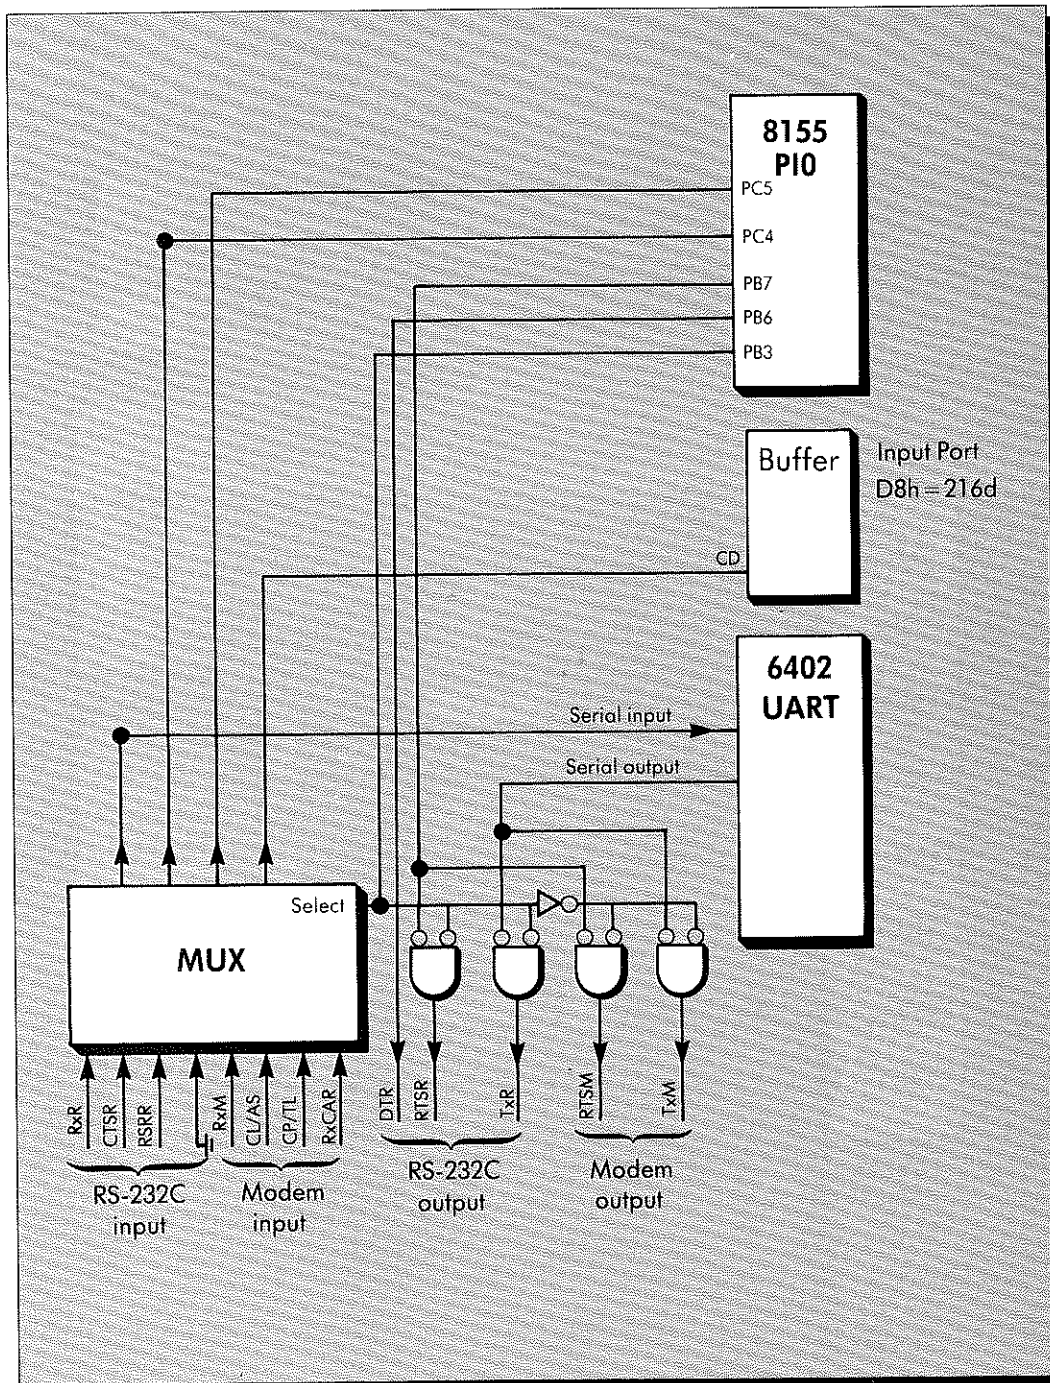 8155
PI0
PC5
PC4
PB7
PB6
PB3
Buffer
Input Port
D8h = 216d
CD
6402
UART
Serial input
Serial output
Select
MUX
RxR
CTSR
RSRR
RxM
CL/AS
CP/TL
RxCAR
DTR
RTSR
TxR
RTSM
TxM
RS-232C
input
Modem
input
RS-232C
output
Modem
output